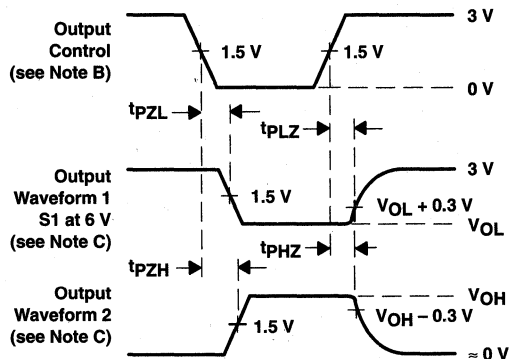 Output
Control
(see Note B)
1.5 V
1.5 V
3 V
0 V
tPZL
tPLZ
Output
Waveform 1
S1 at 6 V
(see Note C)
1.5 V
3 V
VOL + 0.3 V
VOL
tPZH
tPHZ
Output
Waveform 2
(see Note C)
1.5 V
VOH
VOH – 0.3 V
≈ 0 V